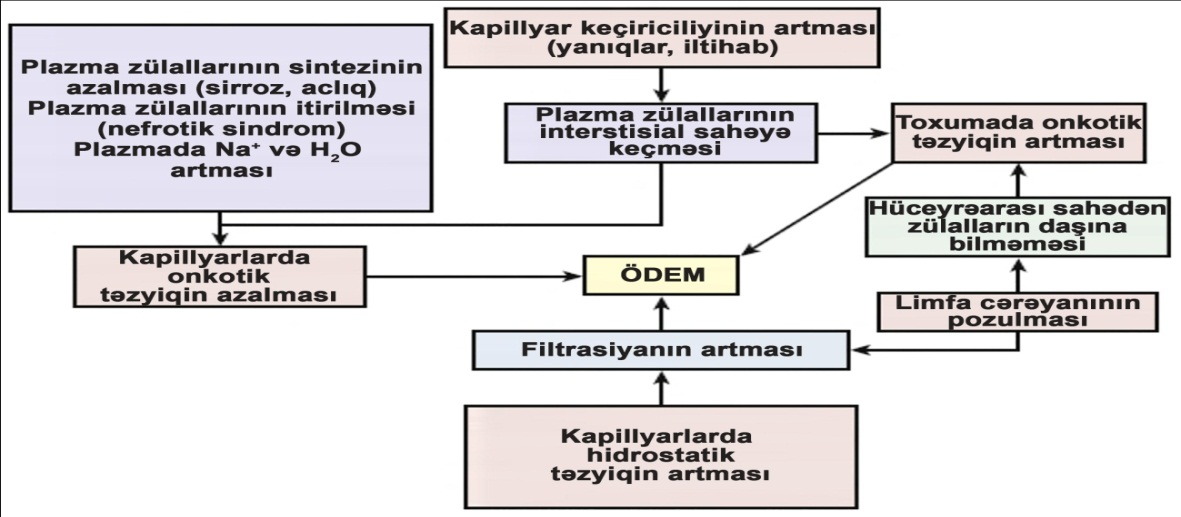 Kapillyar keçiriciliyinin artması
(yanıqlar, iltihab)
Plazma zülallarının sintezinin
azalması (sirroz, aclıq)
Plazma zülallarının itirilməsi
(nefrotik sindrom)
Plazmada Na⁺ və H₂O
artması
Plazma zülallarının
interstisial sahəyə
keçməsi
Toxumada onkotik
təzyiqin artması
Hüceyrəarası sahədən
zülalların daşına
bilməməsi
Kapillyarlarda
onkotik
təzyiqin azalması
ÖDEM
Limfa cərəyanının
pozulması
Filtrasiyanın artması
Kapillyarlarda
hidrostatik
təzyiqin artması